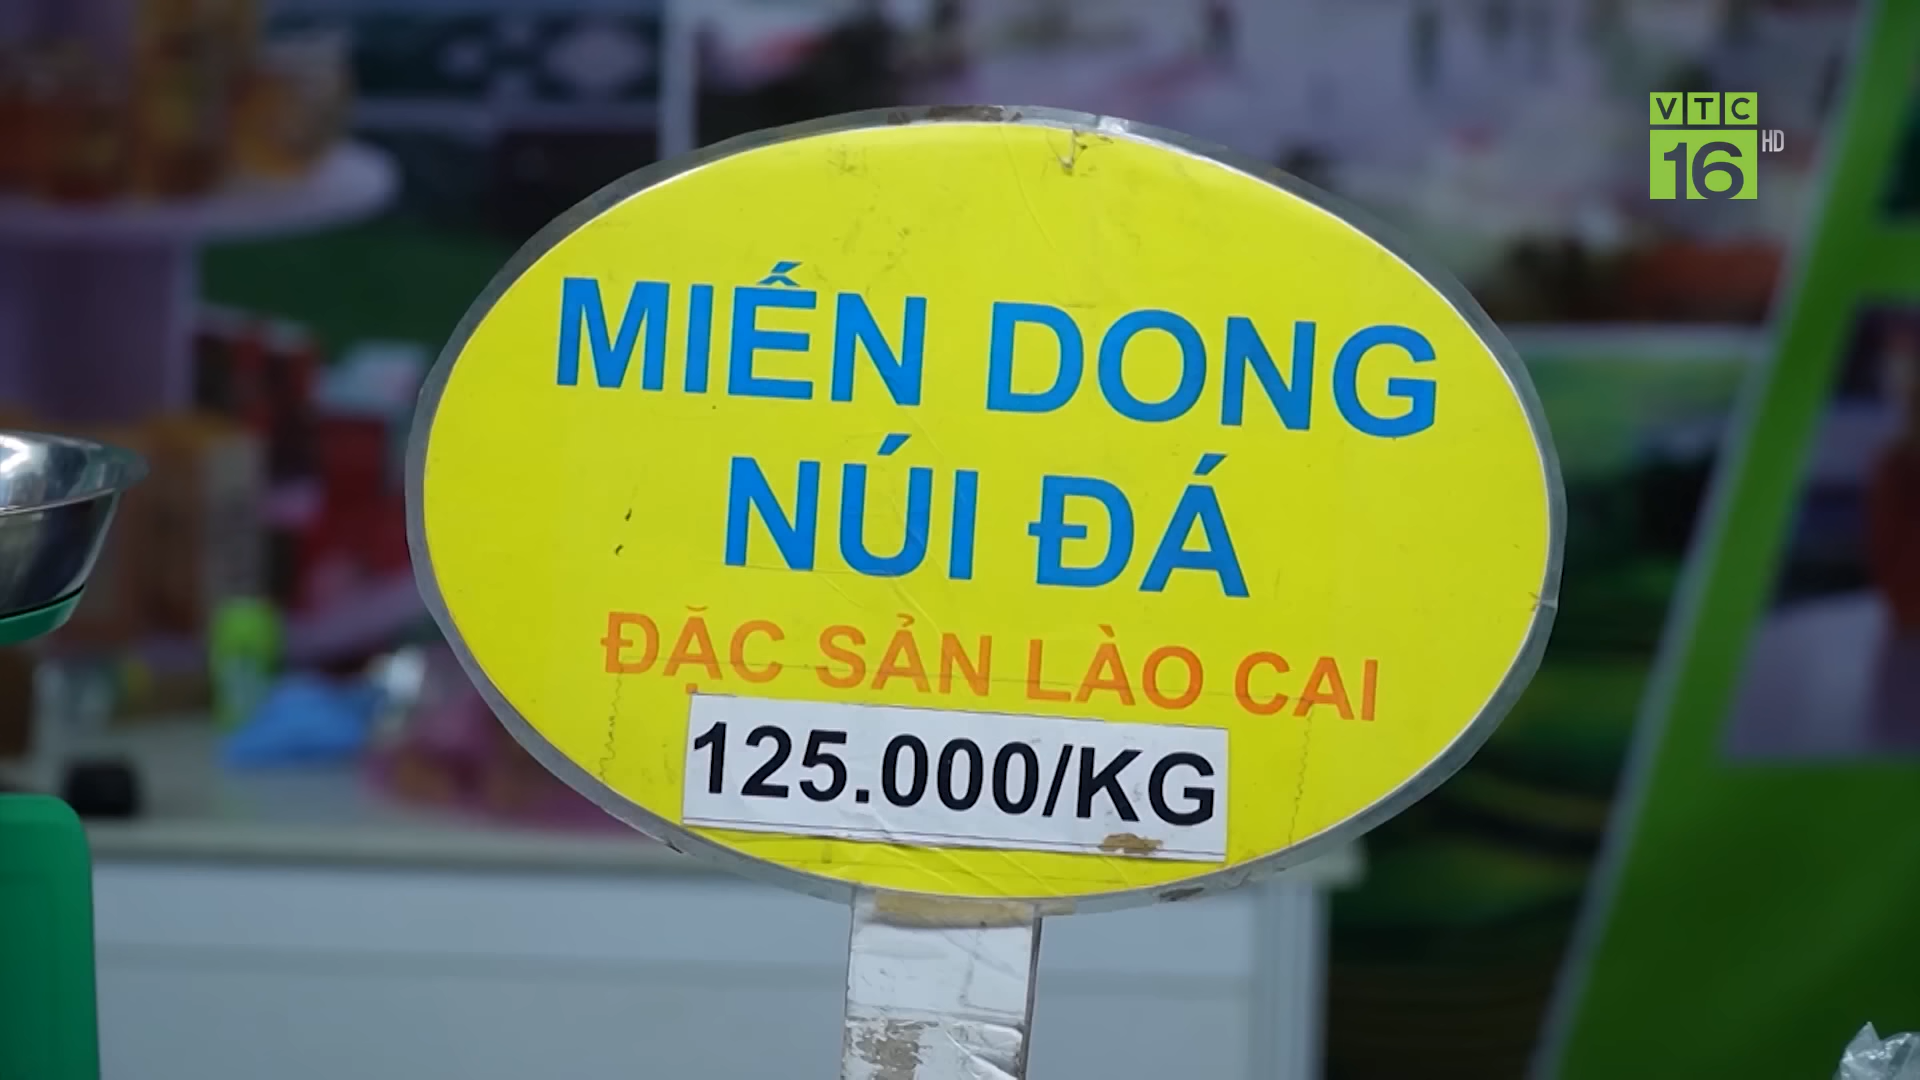 VTC
16 HD
MIẾN DONG
NÚI ĐÁ
ĐẶC SẢN LÀO CAI
125.000/KG